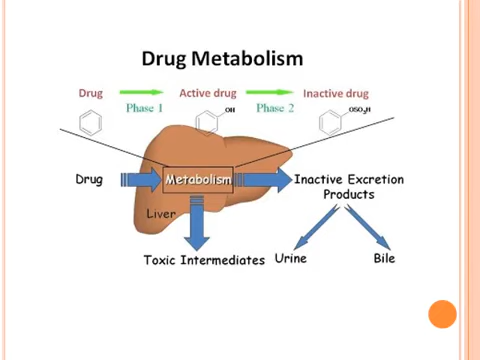 Drug Metabolism
Drug Active drug Inactive drug
Phase 1 Phase 2
OH OSO3H
Drug Metabolism Inactive Excretion
Products
Liver
Toxic Intermediates Urine Bile